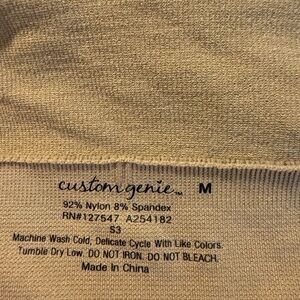 custom genie™ M
92% Nylon 8% Spandex
RN#127547 A254182
S3
Machine Wash Cold, Delicate Cycle With Like Colors.
Tumble Dry Low. DO NOT IRON. DO NOT BLEACH.
Made In China